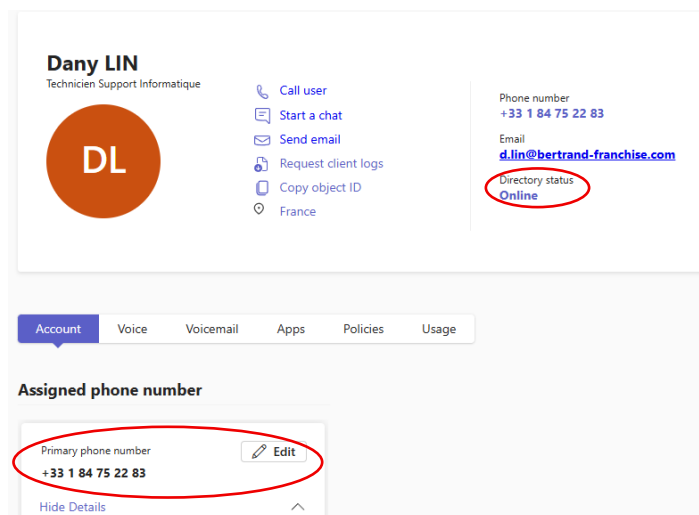 Dany LIN
Technicien Support Informatique
DL
Call user
Start a chat
Send email
Request client logs
Copy object ID
France
Phone number
+33 1 84 75 22 83
Email
d.lin@bertrand-franchise.com
Directory status
Online
Account Voice Voicemail Apps Policies Usage
Assigned phone number
Primary phone number
Edit
+33 1 84 75 22 83
Hide Details